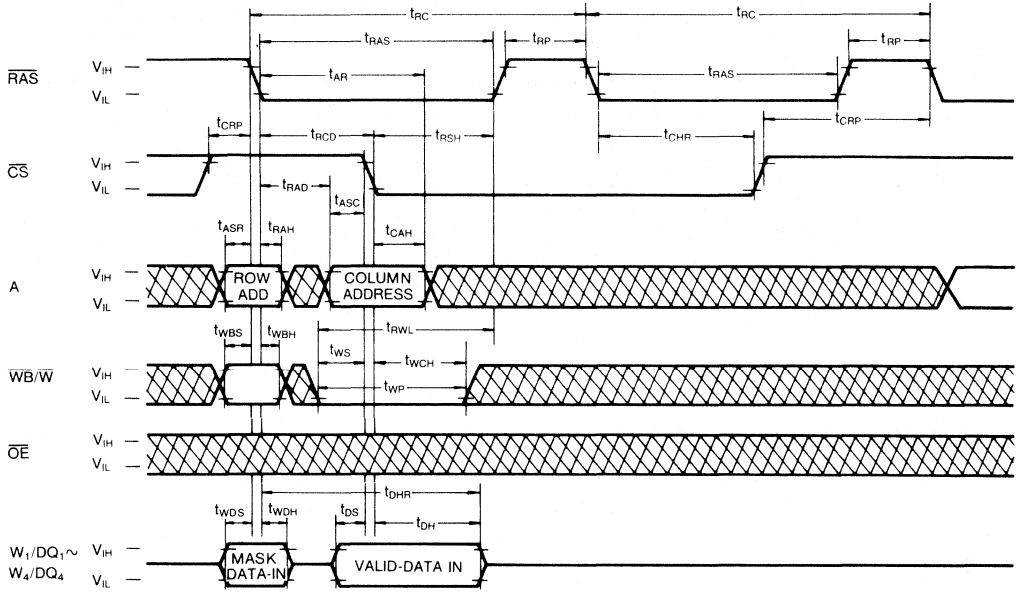 tRC tRC
tRAS tRP tRP
RAS VIH tAR tRAS
VIL
tCRP tRCD tRSH tCHR tCRP
CS VIH
VIL tRAD
tASC
tASR tRAH tCAH
A VIH ROW ADD COLUMN ADDRESS
VIL
tRWL
tWBS tWBH tWS tWCH
WB/W VIH
VIL tWP
OE VIH
VIL
tDHR
tWDS tWDH tDS tDH
W1/DQ1~ VIH MASK DATA-IN VALID-DATA IN
W4/DQ4 VIL